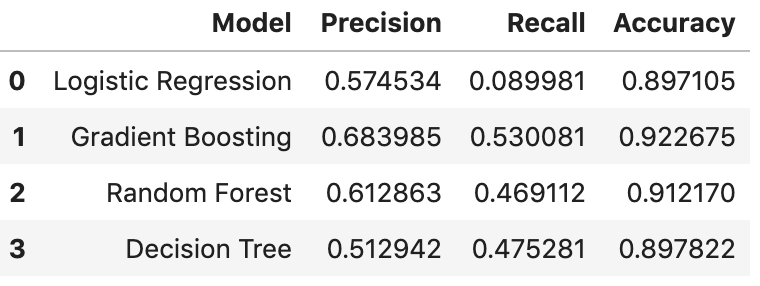 Model Precision Recall Accuracy
0 Logistic Regression 0.574534 0.089981 0.897105
1 Gradient Boosting 0.683985 0.530081 0.922675
2 Random Forest 0.612863 0.469112 0.912170
3 Decision Tree 0.512942 0.475281 0.897822